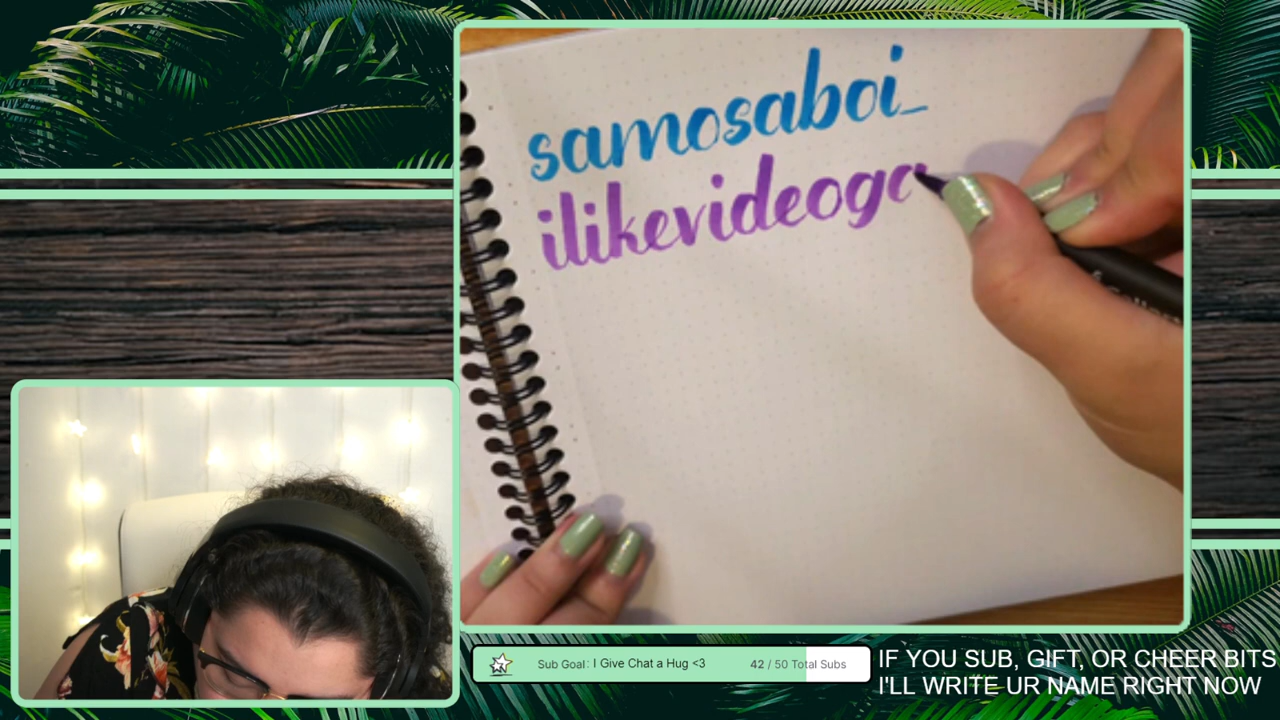 samosaboi_
ilikevideoga
Sub Goal: I Give Chat a Hug <3
42 / 50 Total Subs
IF YOU SUB, GIFT, OR CHEER BITS
I'LL WRITE UR NAME RIGHT NOW